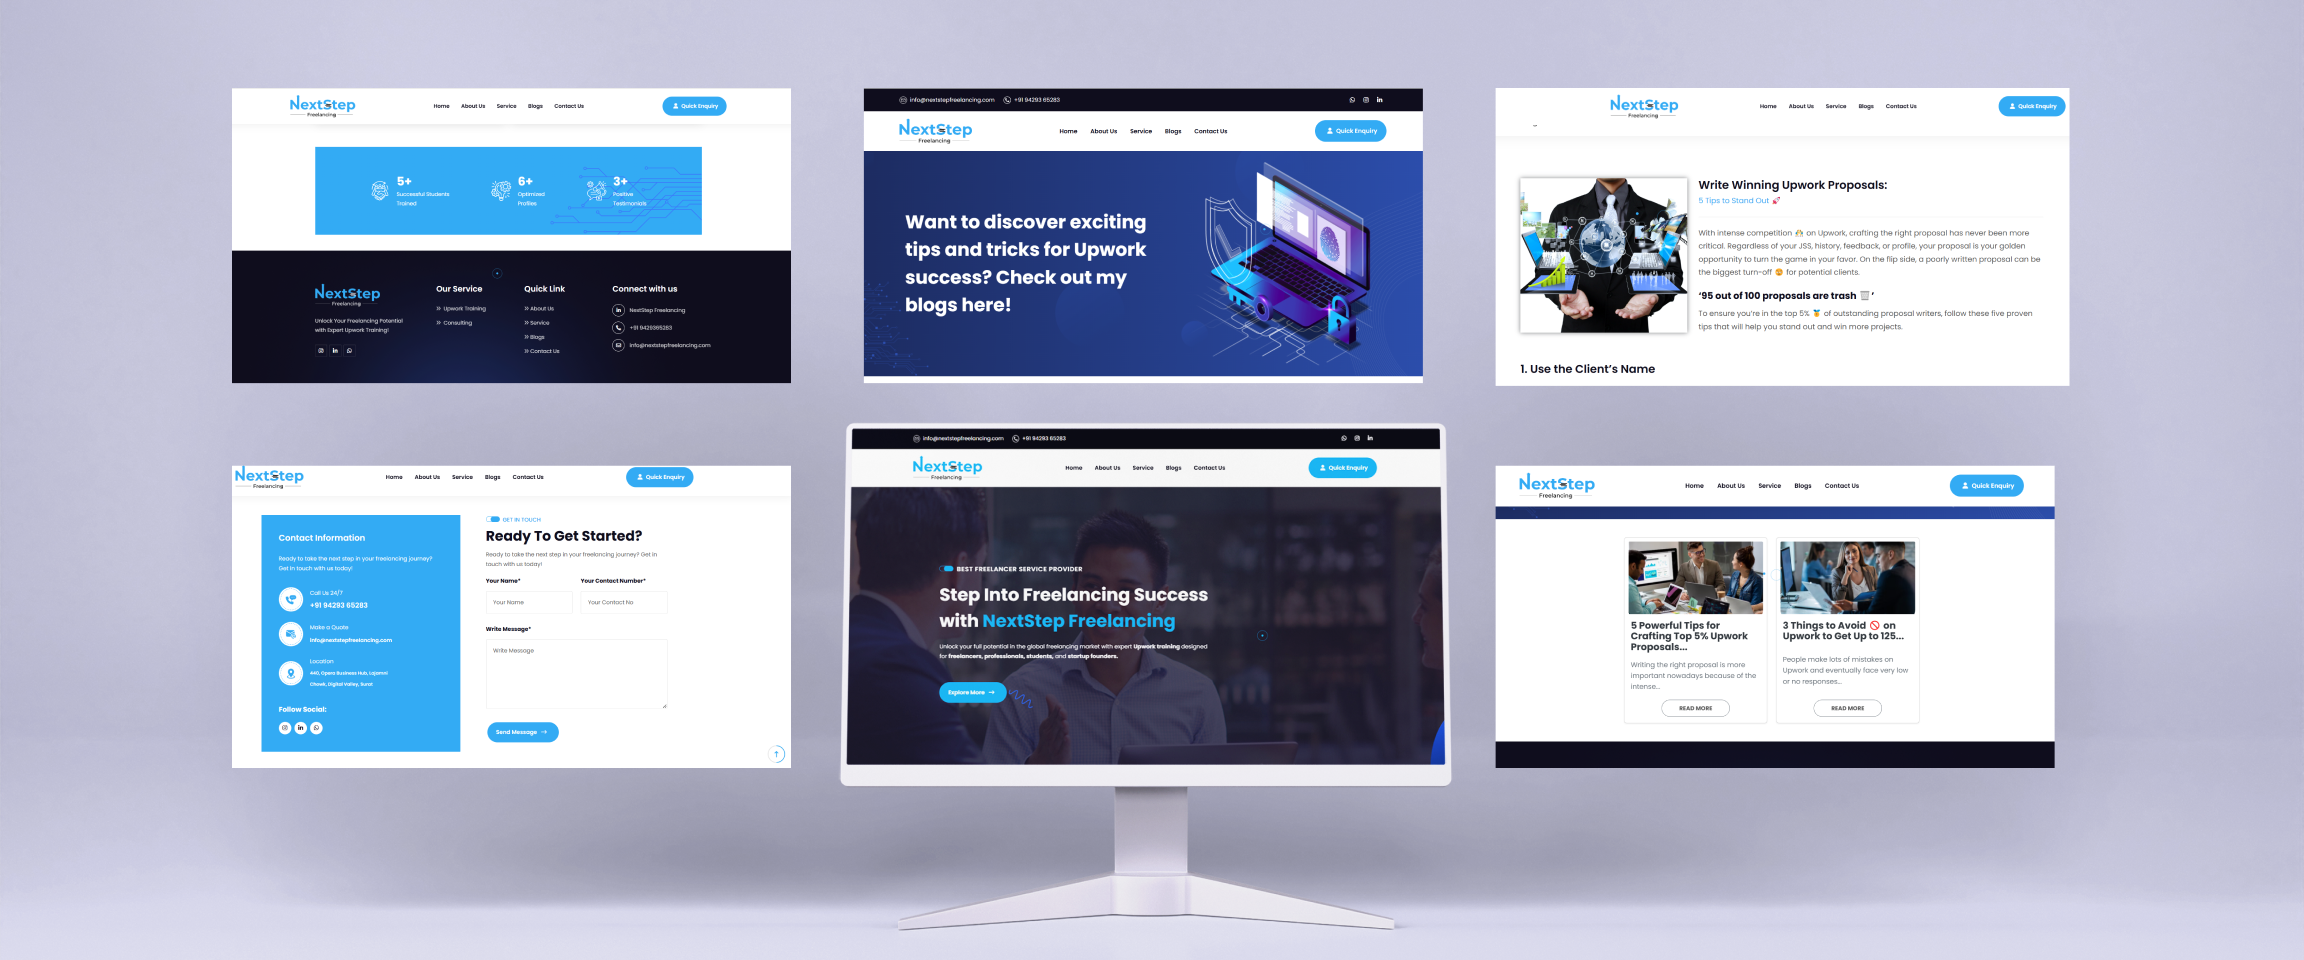 NextStep
Freelancing
Home About Us Service Blogs Contact Us
Quick Enquiry
5+
Successful Students
Trained
6+
Optimized
Profiles
3+
Positive
Testimonials
NextStep
Freelancing
Unlock Your Freelancing Potential
with Expert Upwork Training!
Our Service
Upwork Training
Consulting
Quick Link
About Us
Service
Blogs
Contact Us
Connect with us
NextStep Freelancing
+91 9429365283
info@nextstepfreelancing.com
info@nextstepfreelancing.com +91 94293 65283
NextStep
Freelancing
Home About Us Service Blogs Contact Us
Quick Enquiry
Want to discover exciting
tips and tricks for Upwork
success? Check out my
blogs here!
NextStep
Freelancing
Home About Us Service Blogs Contact Us
Quick Enquiry
Write Winning Upwork Proposals:
5 Tips to Stand Out 🚀
With intense competition 🤼 on Upwork, crafting the right proposal has never been more
critical. Regardless of your JSS, history, feedback, or profile, your proposal is your golden
opportunity to turn the game in your favor. On the flip side, a poorly written proposal can be
the biggest turn-off 😨 for potential clients.
‘95 out of 100 proposals are trash 🗑️ ’
To ensure you're in the top 5% 🏅 of outstanding proposal writers, follow these five proven
tips that will help you stand out and win more projects.
1. Use the Client’s Name
NextStep
Freelancing
Home About Us Service Blogs Contact Us
Quick Enquiry
Contact Information
Ready to take the next step in your freelancing journey?
Get in touch with us today!
Call Us 24/7
+91 94293 65283
Make a Quote
info@nextstepfreelancing.com
Location
440, Opera Business Hub, Lajamni
Chowk, Digital Valley, Surat
Follow Social:
GET IN TOUCH
Ready To Get Started?
Ready to take the next step in your freelancing journey? Get in
touch with us today!
Your Name* Your Contact Number*
Your Name Your Contact No
Write Message*
Write Message
Send Message
info@nextstepfreelancing.com +91 94293 65283
NextStep
Freelancing
Home About Us Service Blogs Contact Us
Quick Enquiry
BEST FREELANCER SERVICE PROVIDER
Step Into Freelancing Success
with NextStep Freelancing
Unlock your full potential in the global freelancing market with expert Upwork training designed
for freelancers, professionals, students, and startup founders.
Explore More
NextStep
Freelancing
Home About Us Service Blogs Contact Us
Quick Enquiry
5 Powerful Tips for
Crafting Top 5% Upwork
Proposals...
Writing the right proposal is more
important nowadays because of the
intense...
READ MORE
3 Things to Avoid 🚫 on
Upwork to Get Up to 125...
People make lots of mistakes on
Upwork and eventually face very low
or no responses...
READ MORE